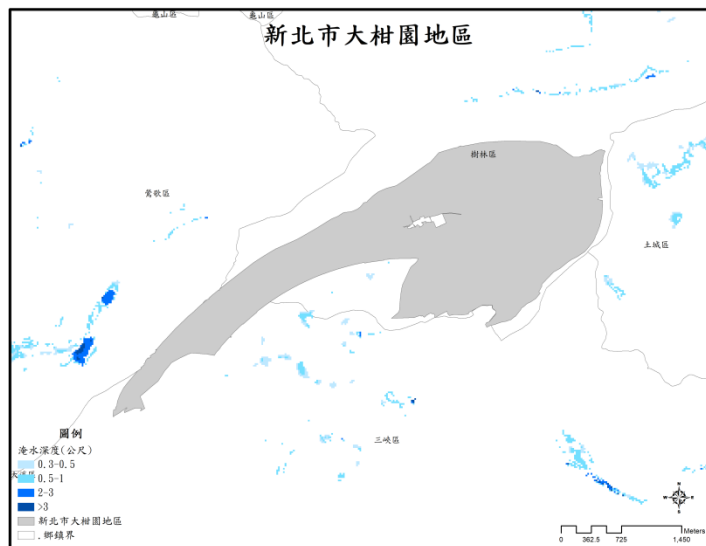 龜山區
龜山區
新北市大柑園地區
樹林區
鶯歌區
土城區
三峽區
圖例
淹水深度(公尺)
0.3-0.5
0.5-1
2-3
>3
新北市大柑園地區
.鄉鎮界
N
W E
S
Meters
0 362.5 725 1,450